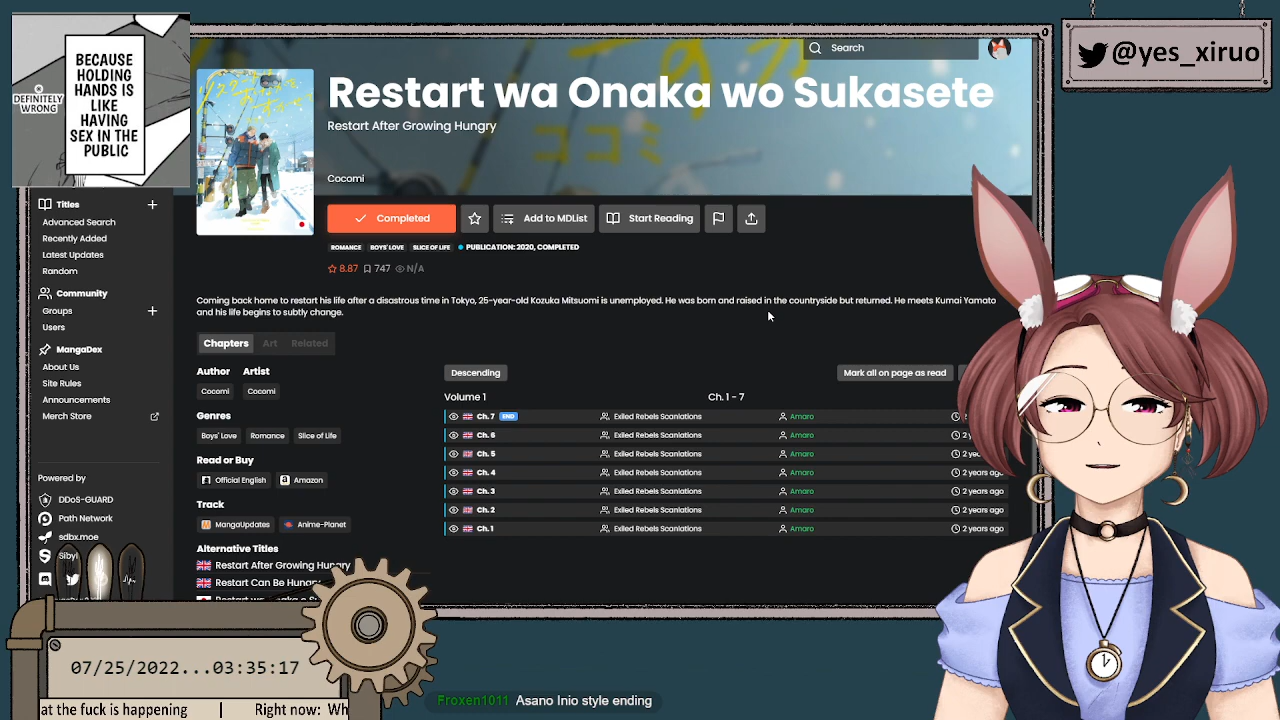 BECAUSE
HOLDING
HANDS IS
LIKE
HAVING
SEX IN THE
PUBLIC
DEFINITELY
WRONG
Search
@yes_xiruo
Restart wa Onaka wo Sukasete
Restart After Growing Hungry
ココミ
Cocomi
Completed
Add to MDList
Start Reading
ROMANCE BOYS' LOVE SLICE OF LIFE PUBLICATION: 2020, COMPLETED
8.87 747 N/A
Coming back home to restart his life after a disastrous time in Tokyo, 25-year-old Kozuka Mitsuomi is unemployed. He was born and raised in the countryside but returned. He meets Kumai Yamato
and his life begins to subtly change.
Titles
Advanced Search
Recently Added
Latest Updates
Random
Community
Groups
Users
MangaDex
About Us
Site Rules
Announcements
Merch Store
Powered by
DDoS-GUARD
Path Network
sdbx.moe
Sibyl
Chapters Art Related
Author Artist
Cocomi Cocomi
Genres
Boys' Love Romance Slice of Life
Read or Buy
Official English Amazon
Track
MangaUpdates Anime-Planet
Alternative Titles
Restart After Growing Hungry
Restart Can Be Hungry
Descending
Mark all on page as read
Volume 1 Ch. 1 - 7
Ch. 7 END Exiled Rebels Scanlations Amaro
Ch. 6 Exiled Rebels Scanlations Amaro
Ch. 5 Exiled Rebels Scanlations Amaro 2 ye
Ch. 4 Exiled Rebels Scanlations Amaro 2 years ago
Ch. 3 Exiled Rebels Scanlations Amaro 2 years ago
Ch. 2 Exiled Rebels Scanlations Amaro 2 years ago
Ch. 1 Exiled Rebels Scanlations Amaro 2 years ago
07/25/2022...03:35:17
at the fuck is happening | Right now: Wh
Froxen1011 Asano Inio style ending